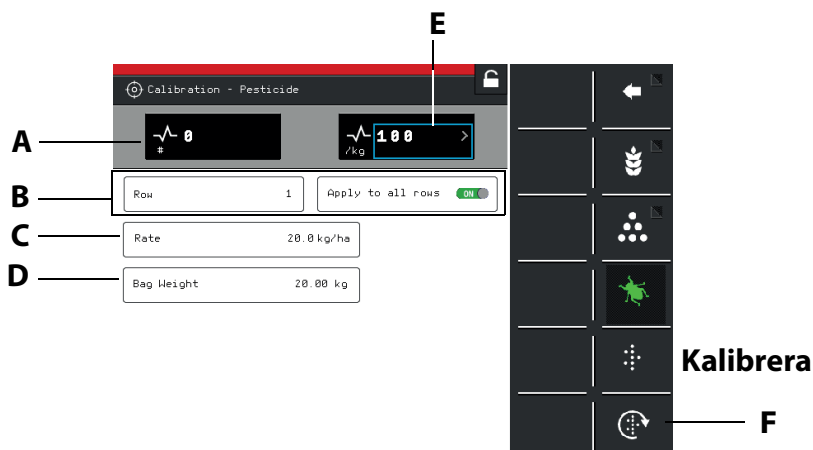 E
Calibration - Pesticide
A
0
#
100
/kg
>
B
Row 1
Apply to all rows ON
C
Rate 20.0 kg/ha
D
Bag Weight 20.00 kg
Kalibrera
F